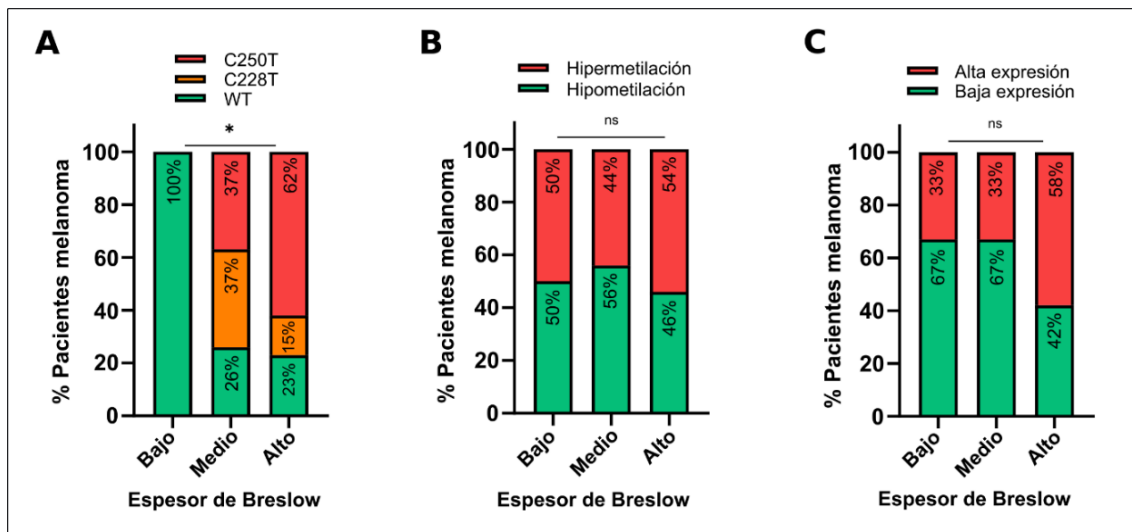 A
C250T
C228T
WT
*
% Pacientes melanoma
100
80
60
40
20
0
100%
37%
37%
26%
62%
15%
23%
Bajo
Medio
Alto
Espesor de Breslow
B
Hipermetilación
Hipometilación
ns
% Pacientes melanoma
100
80
60
40
20
0
50%
50%
44%
56%
54%
46%
Bajo
Medio
Alto
Espesor de Breslow
C
Alta expresión
Baja expresión
ns
% Pacientes melanoma
100
80
60
40
20
0
33%
67%
33%
67%
58%
42%
Bajo
Medio
Alto
Espesor de Breslow